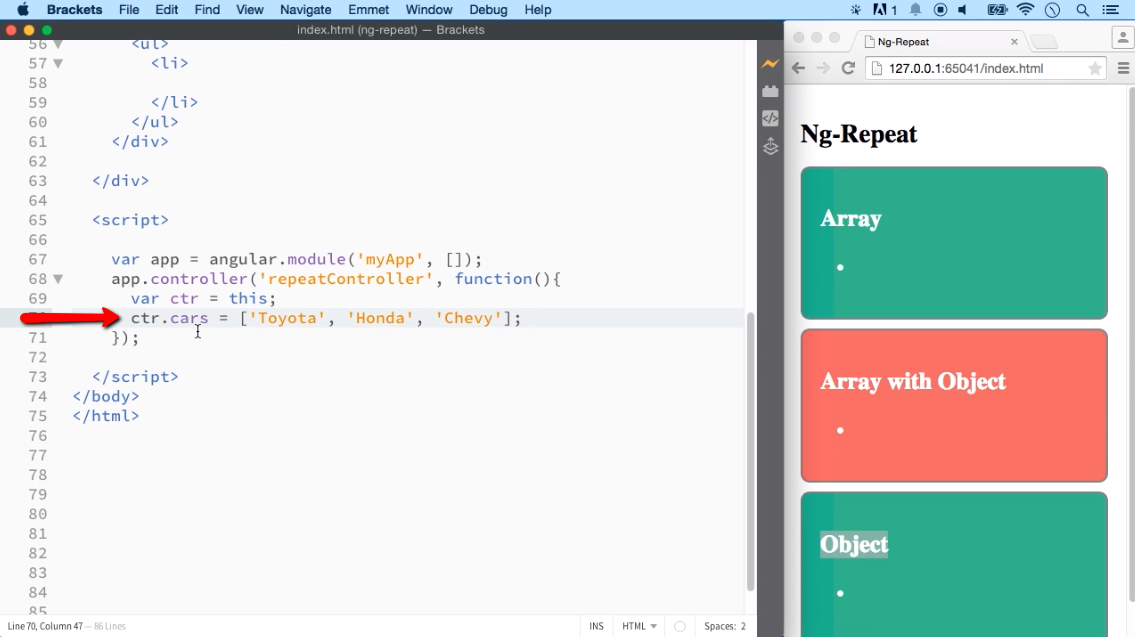 Brackets File Edit Find View Navigate Emmet Window Debug Help 1
index.html (ng-repeat) — Brackets
56 <ul>
57 <li>
58
59 </li>
60 </ul>
61 </div>
62
63 </div>
64
65 <script>
66
67 var app = angular.module('myApp', []);
68 app.controller('repeatController', function(){
69 var ctr = this;
ctr.cars = ['Toyota', 'Honda', 'Chevy'];
71 });
72
73 </script>
74 </body>
75 </html>
76
77
78
79
80
81
82
83
84
85
Line 70, Column 47 — 86 Lines
INS HTML Spaces: 2
Ng-Repeat
127.0.0.1:65041/index.html
Ng-Repeat
Array
Array with Object
Object